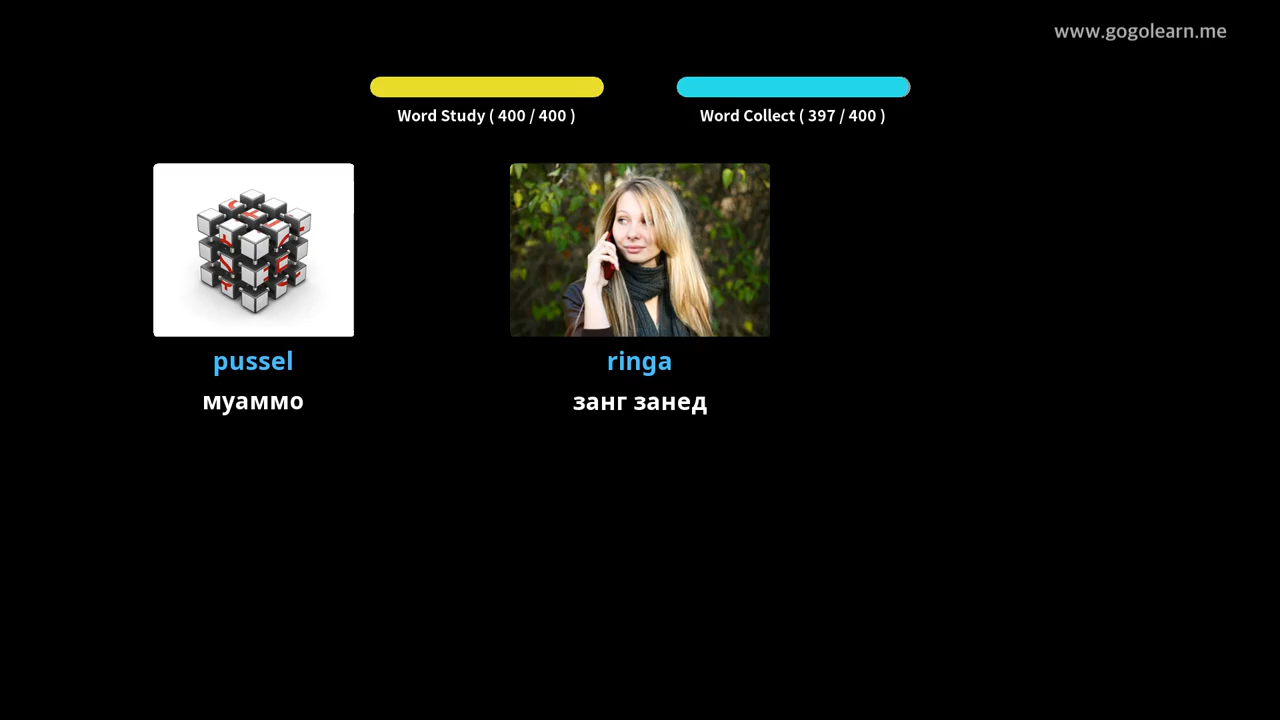 www.gogolearn.me
Word Study ( 400 / 400 )
Word Collect ( 397 / 400 )
pussel
ringa
муаммо
занг занед